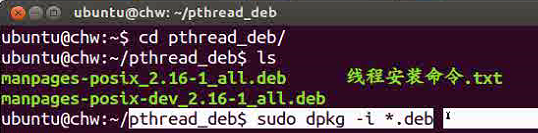 ubuntu@chw: ~/pthread_deb
ubuntu@chw:~$ cd pthread_deb/
ubuntu@chw:~/pthread_deb$ ls
manpages-posix_2.16-1_all.deb 线程安装命令.txt
manpages-posix-dev_2.16-1_all.deb
ubuntu@chw:~/pthread_deb$ sudo dpkg -i *.deb